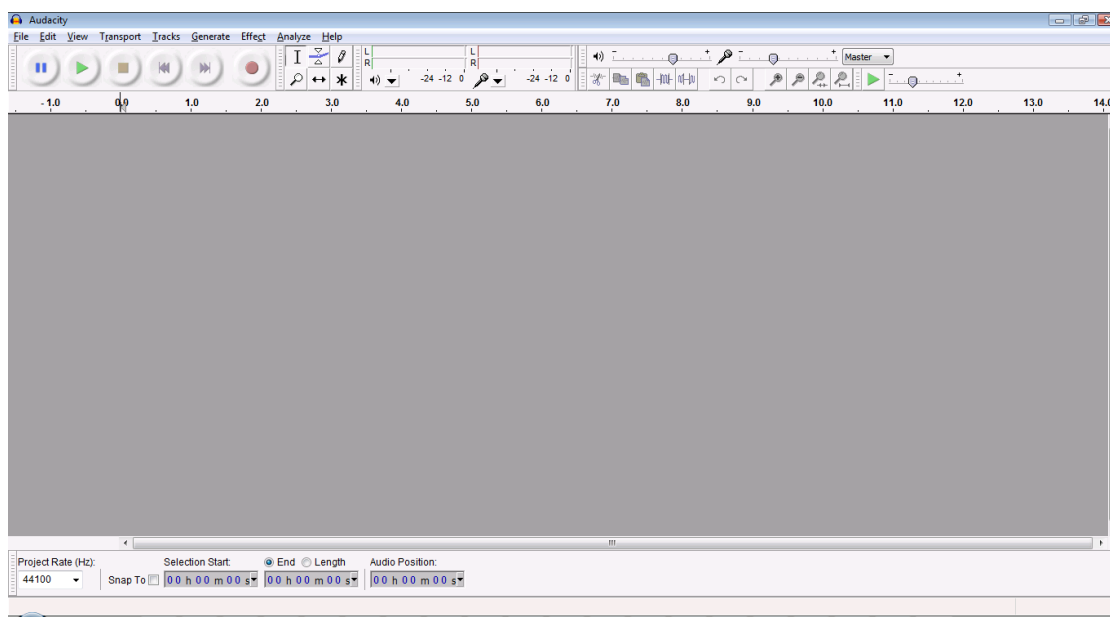 Audacity
File Edit View Transport Tracks Generate Effect Analyze Help
L L
R R
- + - + Master
-24 -12 0 -24 -12 0 - +
- 1.0 0.0 1.0 2.0 3.0 4.0 5.0 6.0 7.0 8.0 9.0 10.0 11.0 12.0 13.0 14.0
Project Rate (Hz): Selection Start: End Length Audio Position:
44100 Snap To 00 h 00 m 00 s 00 h 00 m 00 s 00 h 00 m 00 s